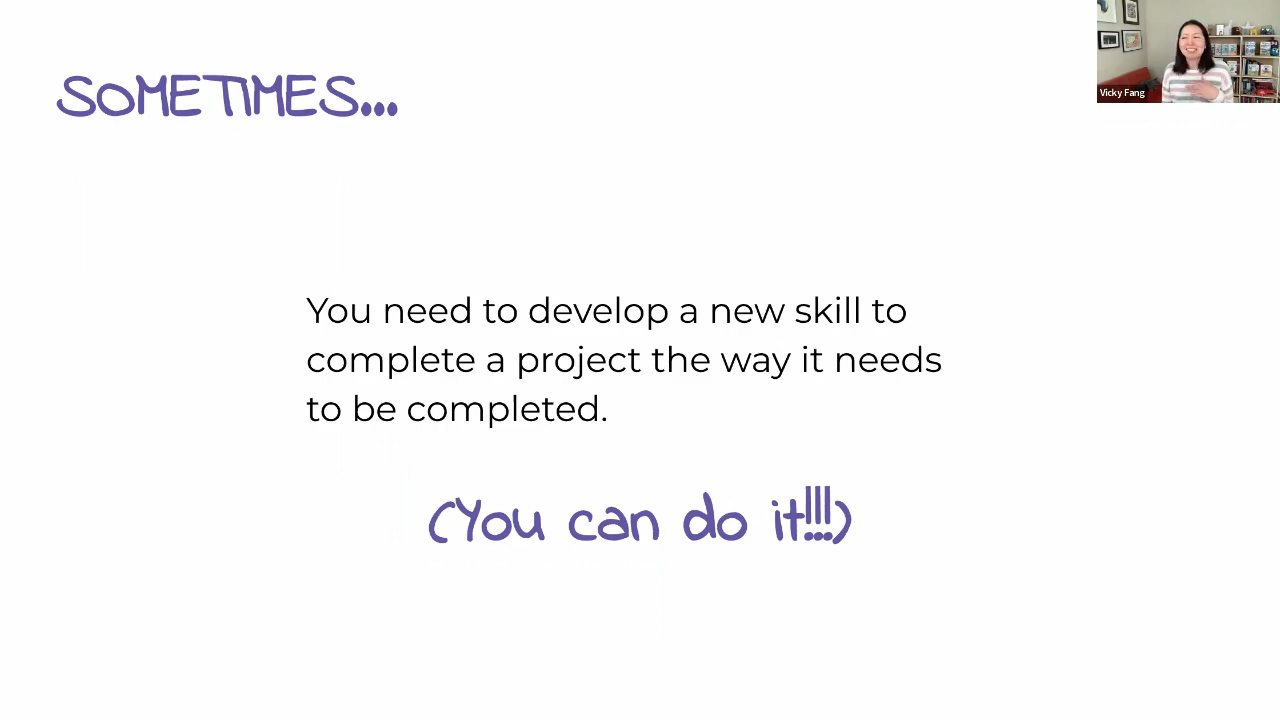 SOMETIMES...
Vicky Fang
You need to develop a new skill to
complete a project the way it needs
to be completed.
(You can do it!!!)